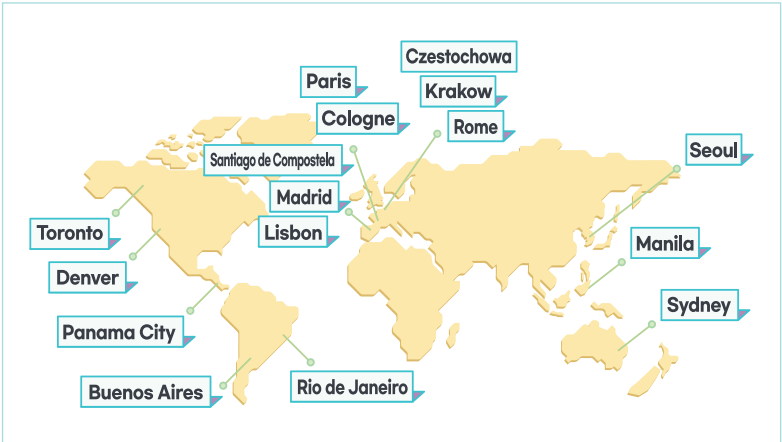 Czestochowa
Paris
Krakow
Cologne
Rome
Santiago de Compostela
Seoul
Madrid
Lisbon
Toronto
Manila
Denver
Sydney
Panama City
Buenos Aires
Rio de Janeiro